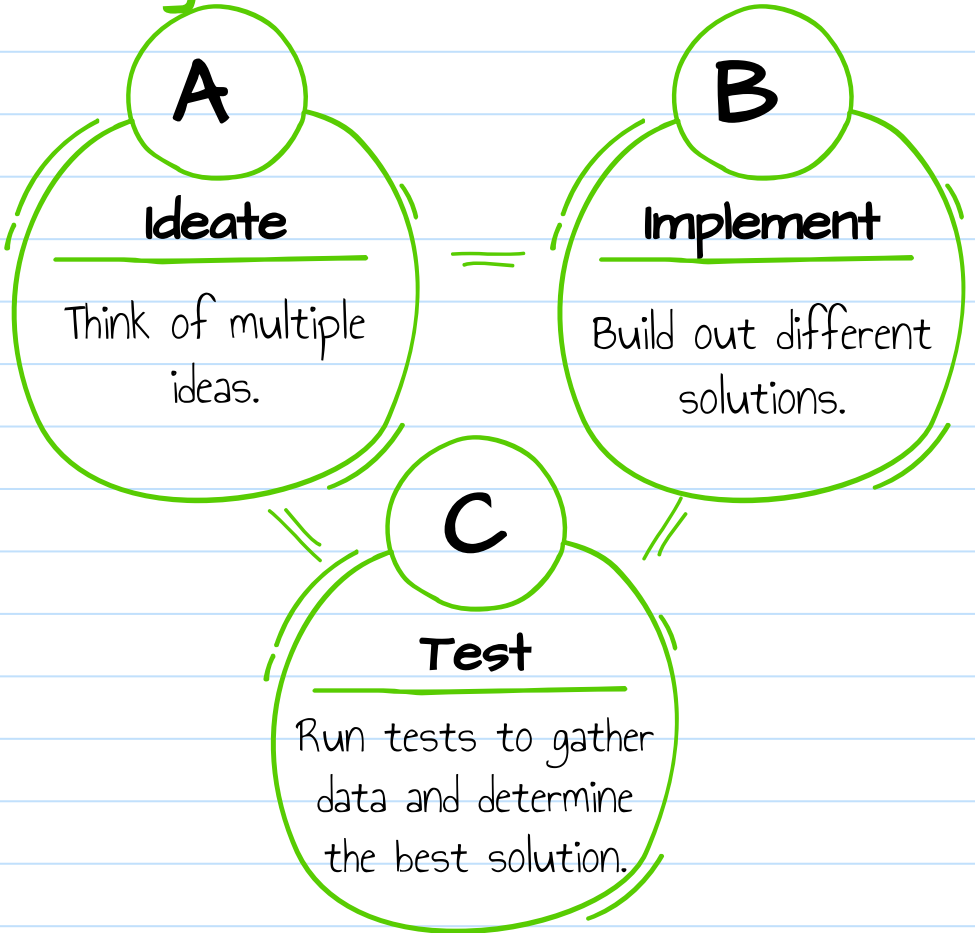 A
Ideate
Think of multiple
ideas.
B
Implement
Build out different
solutions.
C
Test
Run tests to gather
data and determine
the best solution.